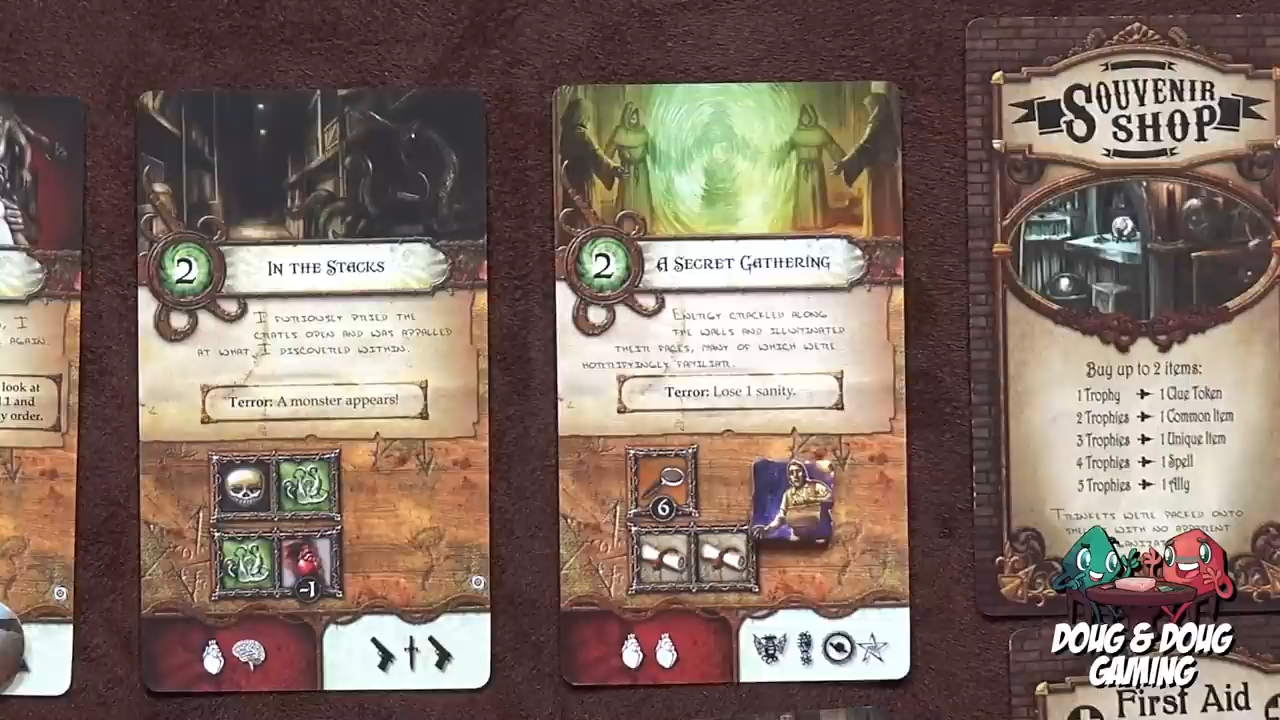 , I
AGAIN.
look at
1 and
y order.
2
IN THE STACKS
I FURIOUSLY PRIED THE
CRATES OPEN AND WAS APPALLED
AT WHAT I DISCOVERED WITHIN.
Terror: A monster appears!
-1
2
A SECRET GATHERING
ENERGY CRACKLED ALONG
THE WALLS AND ILLUMINATED
THEIR FACES, MANY OF WHICH WERE
HORRIFYINGLY FAMILIAR.
Terror: Lose 1 sanity.
6
SOUVENIR
SHOP
Buy up to 2 items:
1 Trophy 1 Clue Token
2 Trophies 1 Common Item
3 Trophies 1 Unique Item
4 Trophies 1 Spell
5 Trophies 1 Ally
TRINKETS WERE PACKED ONTO
WITH NO APPARENT
DOUG & DOUG
GAMING
First Aid